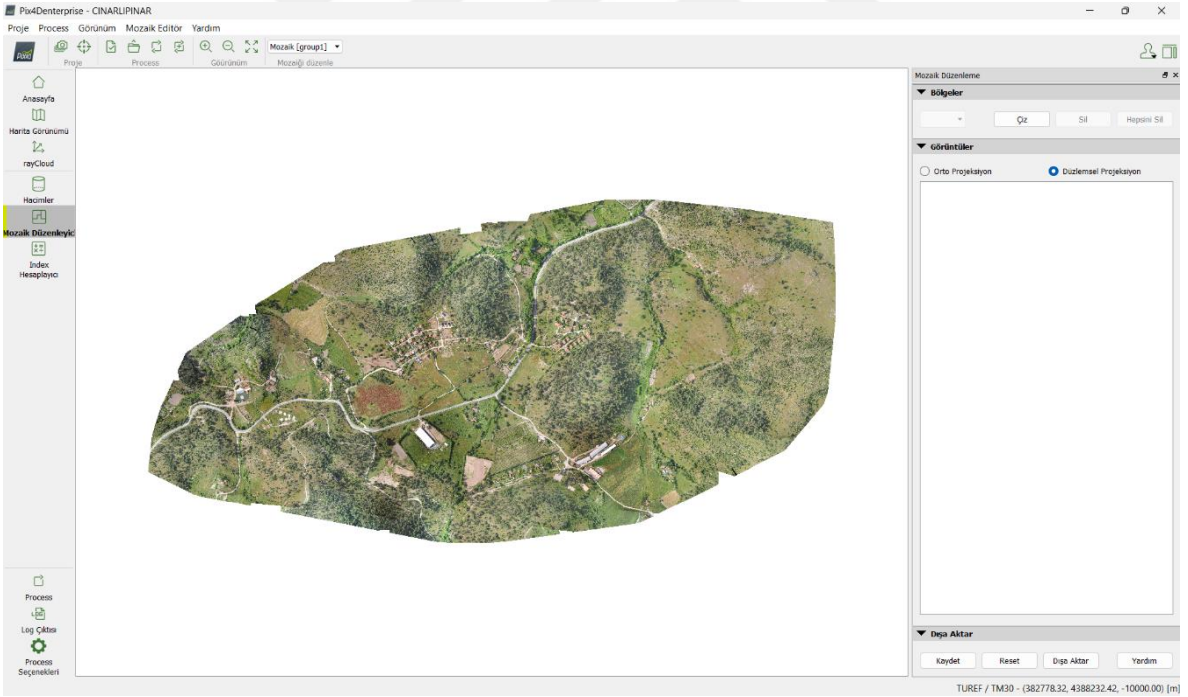 Pix4Denterprise - CINARLIPINAR
Proje Process Görünüm Mozaik Editör Yardım
Mozaik [group1]
Proje Process Göürünüm Mozaiği düzenle
Anasayfa
Harita Görünümü
rayCloud
Hacimler
Mozaik Düzenleyic
Index
Hesaplayıcı
Process
Log Çıktısı
Process
Seçenekleri
Mozaik Düzenleme
Bölgeler
Çiz Sil Hepsini Sil
Görüntüler
Orto Projeksiyon Düzlemsel Projeksiyon
Dışa Aktar
Kaydet Reset Dışa Aktar Yardım
TUREF / TM30 - (382778.32, 4388232.42, -10000.00) [m]